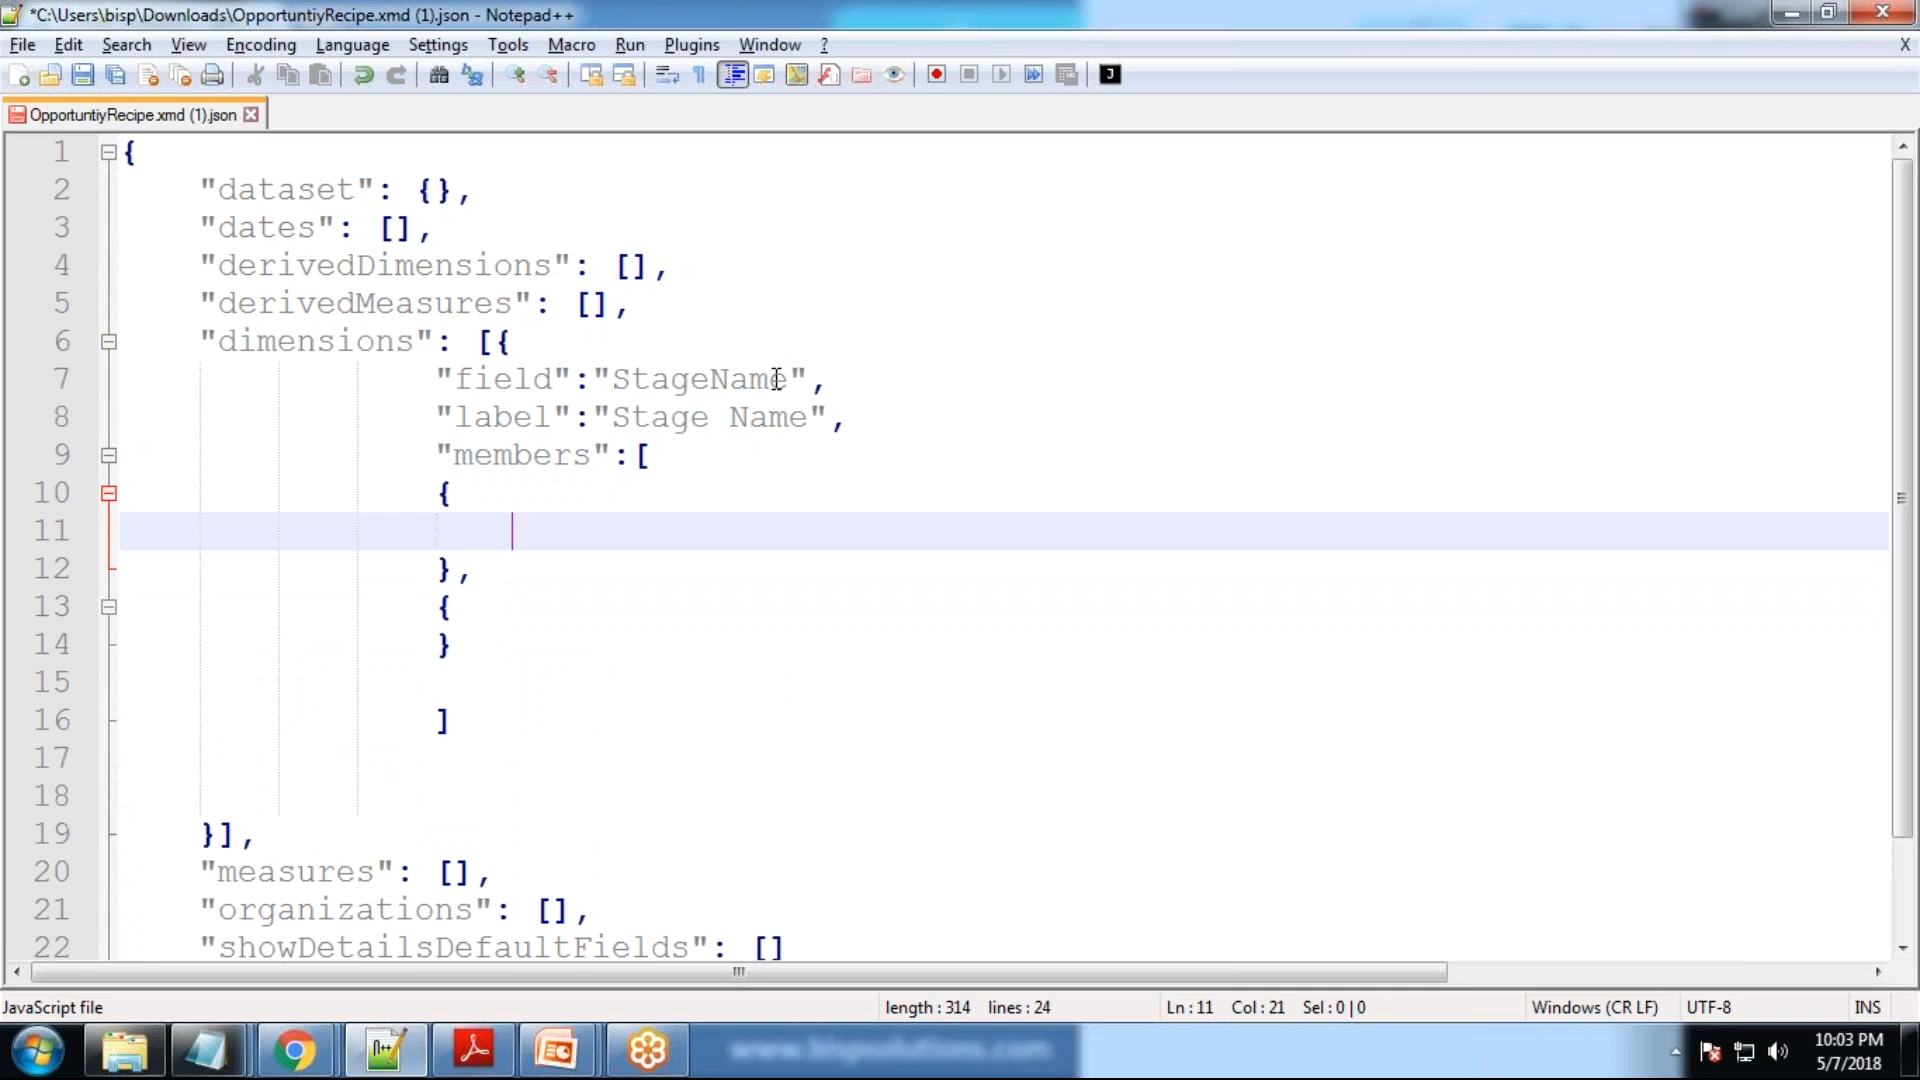 *C:\Users\bisp\Downloads\OpportuntiyRecipe.xmd (1).json - Notepad++
File Edit Search View Encoding Language Settings Tools Macro Run Plugins Window ? X
OpportuntiyRecipe.xmd (1).json
1 {
2 "dataset": {},
3 "dates": [],
4 "derivedDimensions": [],
5 "derivedMeasures": [],
6 "dimensions": [{
7 "field":"StageName",
8 "label":"Stage Name",
9 "members":[
10 {
11
12 },
13 {
14 }
15
16 ]
17
18
19 }],
20 "measures": [],
21 "organizations": [],
22 "showDetailsDefaultFields": []
JavaScript file length : 314 lines : 24 Ln : 11 Col : 21 Sel : 0 | 0 Windows (CR LF) UTF-8 INS
www.bispsolutions.com
10:03 PM
5/7/2018